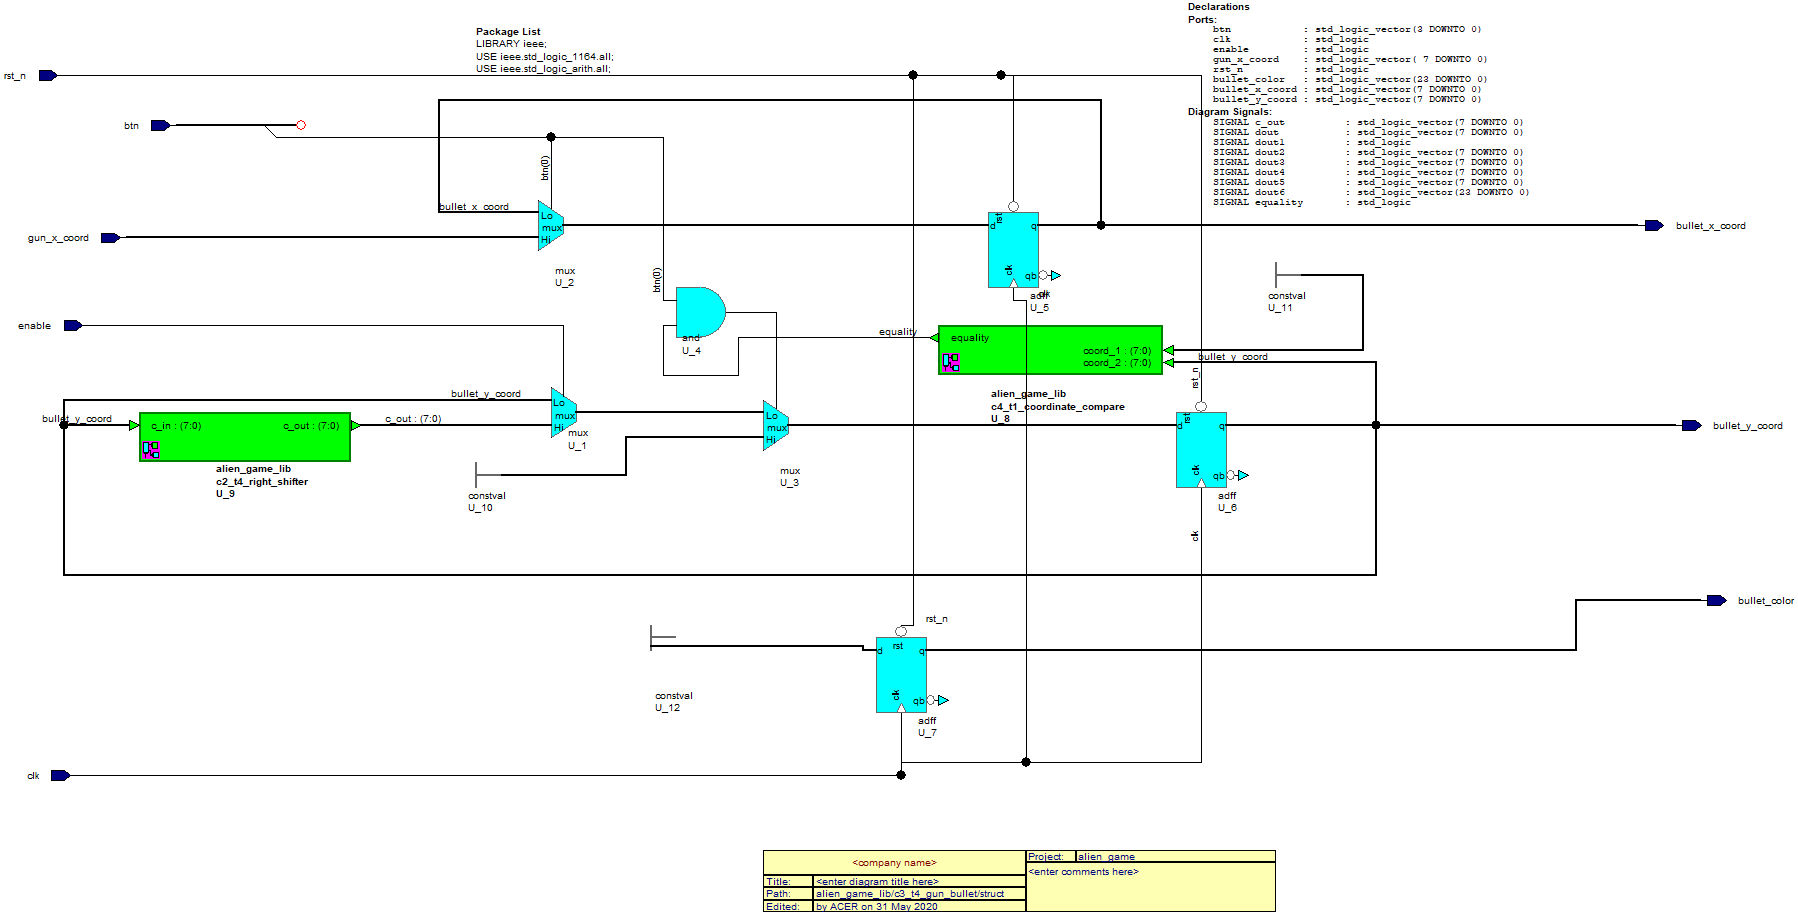 Declarations
Ports:
btn : std_logic_vector(3 DOWNTO 0)
clk : std_logic
enable : std_logic
gun_x_coord : std_logic_vector( 7 DOWNTO 0)
rst_n : std_logic
bullet_color : std_logic_vector(23 DOWNTO 0)
bullet_x_coord : std_logic_vector(7 DOWNTO 0)
bullet_y_coord : std_logic_vector(7 DOWNTO 0)
Diagram Signals:
SIGNAL c_out : std_logic_vector(7 DOWNTO 0)
SIGNAL dout : std_logic_vector(7 DOWNTO 0)
SIGNAL dout1 : std_logic
SIGNAL dout2 : std_logic_vector(7 DOWNTO 0)
SIGNAL dout3 : std_logic_vector(7 DOWNTO 0)
SIGNAL dout4 : std_logic_vector(7 DOWNTO 0)
SIGNAL dout5 : std_logic_vector(7 DOWNTO 0)
SIGNAL dout6 : std_logic_vector(23 DOWNTO 0)
SIGNAL equality : std_logic
Package List
LIBRARY ieee;
USE ieee.std_logic_1164.all;
USE ieee.std_logic_arith.all;
rst_n
btn
btn(0)
bullet_x_coord
gun_x_coord
Lo
mux
Hi
mux
U_2
rst
d
q
clk
qb
clk
adff
U_5
bullet_x_coord
constval
U_11
btn(0)
and
U_4
enable
equality
equality
coord_1 : (7:0)
coord_2 : (7:0)
bullet_y_coord
alien_game_lib
c4_t1_coordinate_compare
U_8
rst_n
bullet_y_coord
bullet_y_coord
c_in : (7:0)
c_out : (7:0)
c_out : (7:0)
alien_game_lib
c2_t4_right_shifter
U_9
Lo
mux
Hi
mux
U_1
Lo
mux
Hi
mux
U_3
constval
U_10
rst
d
q
clk
qb
adff
U_6
clk
bullet_y_coord
bullet_color
rst_n
rst
d
q
clk
qb
adff
U_7
constval
U_12
clk
<company name>
Title: <enter diagram title here>
Path: alien_game_lib/c3_t4_gun_bullet/struct
Edited: by ACER on 31 May 2020
Project: alien_game
<enter comments here>